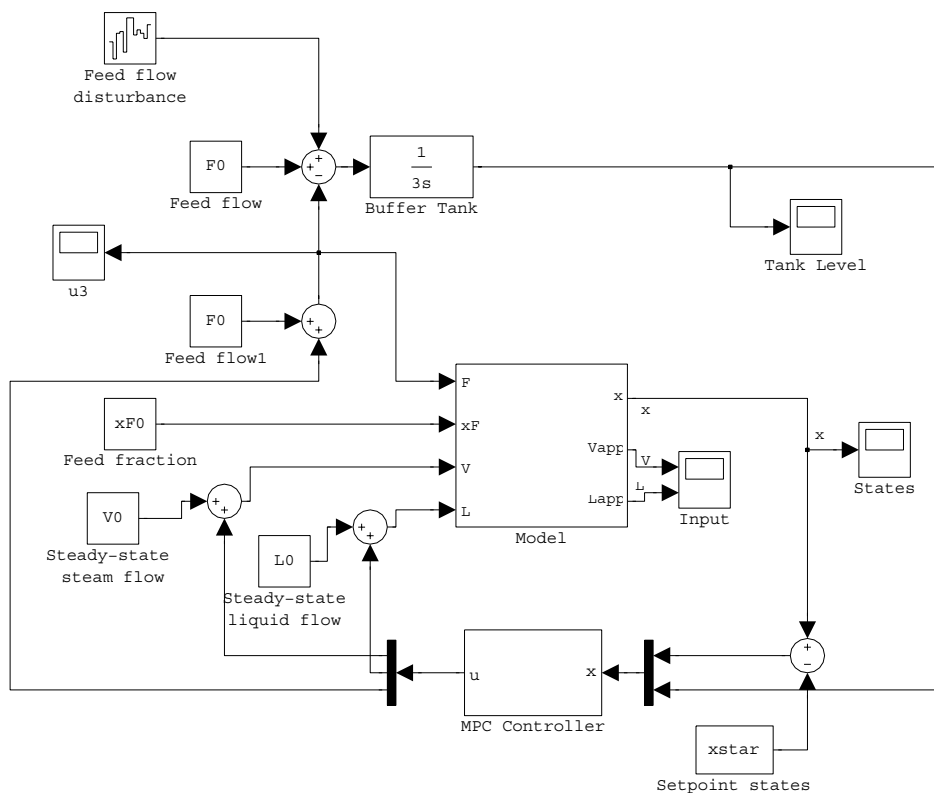 Feed flow
disturbance
+
+
−
F0
Feed flow
1
3s
Buffer Tank
Tank Level
u3
F0
+
+
Feed flow1
F
x
x
xF0
xF
Feed fraction
Vapp
V
x
States
V
V0
+
+
Lapp
L
Input
L
Steady-state
steam flow
L0
+
+
Model
Steady-state
liquid flow
+
−
u
x
MPC Controller
xstar
Setpoint states